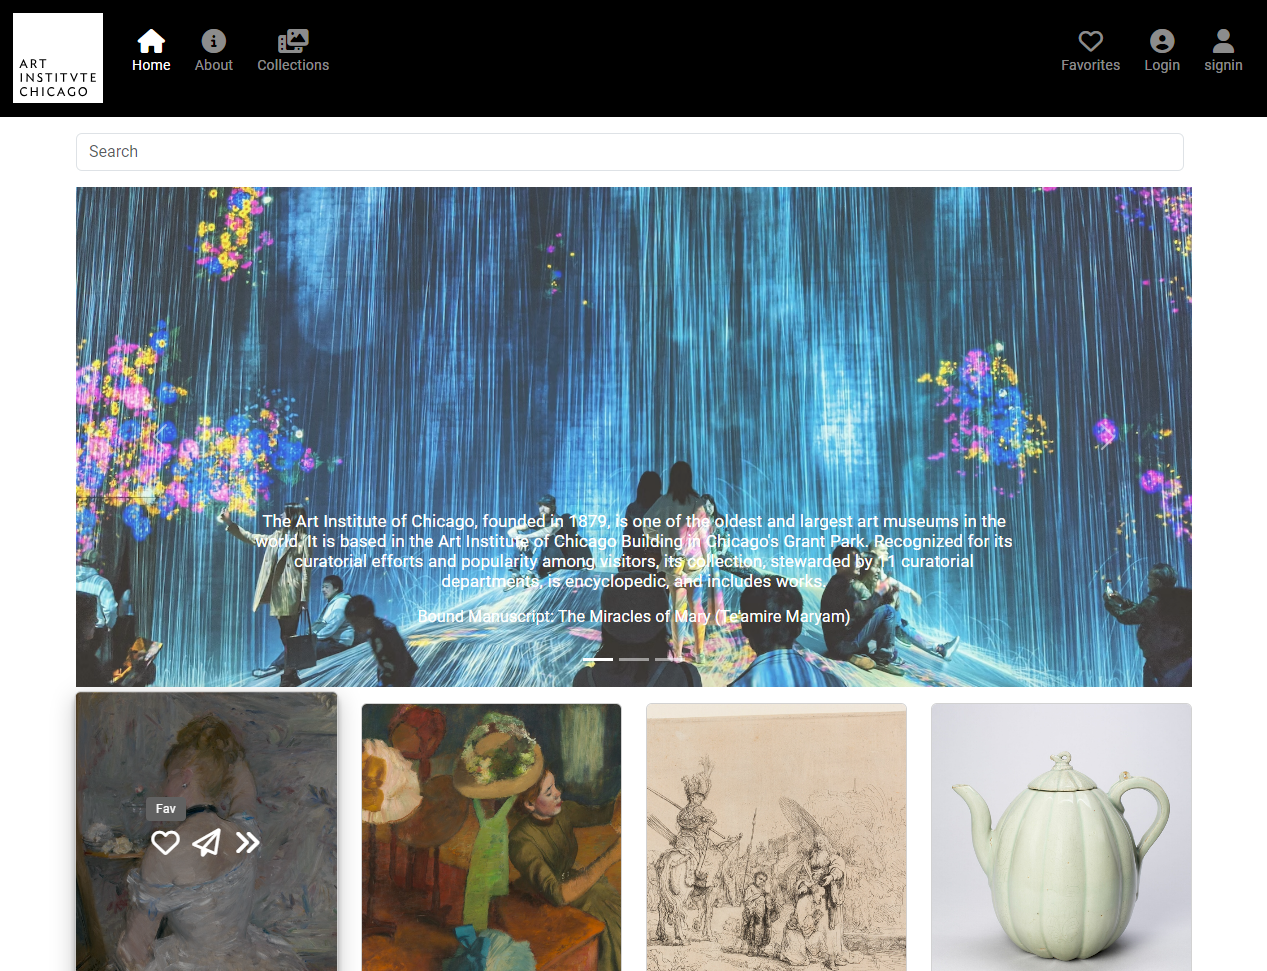 ART
INSTITVTE
CHICAGO
Home
About
Collections
Favorites
Login
signin
Search
The Art Institute of Chicago, founded in 1879, is one of the oldest and largest art museums in the
world. It is based in the Art Institute of Chicago Building in Chicago's Grant Park. Recognized for its
curatorial efforts and popularity among visitors, its collection, stewarded by 11 curatorial
departments, is encyclopedic, and includes works.
Bound Manuscript: The Miracles of Mary (Te'amire Maryam)
Fav